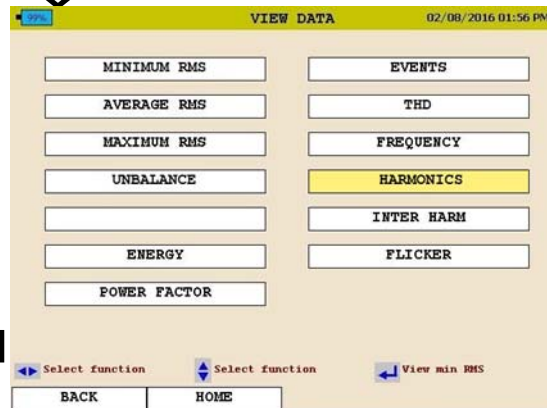 99% VIEW DATA 02/08/2016 01:56 PM
MINIMUM RMS EVENTS
AVERAGE RMS THD
MAXIMUM RMS FREQUENCY
UNBALANCE HARMONICS
INTER HARM
ENERGY FLICKER
POWER FACTOR
Select function Select function View min RMS
BACK HOME